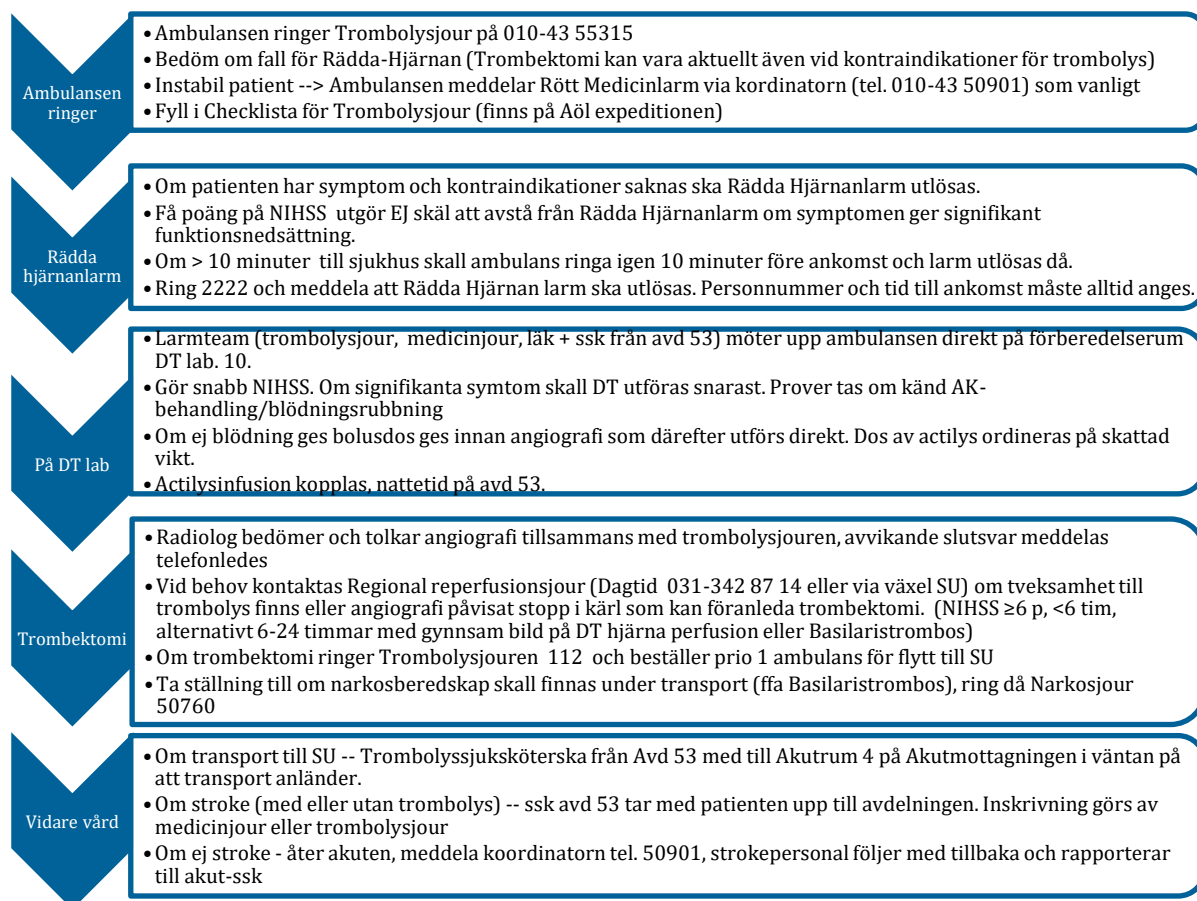 Ambulansen
ringer
•Ambulansen ringer Trombolysjour på 010-43 55315
•Bedöm om fall för Rädda-Hjärnan (Trombektomi kan vara aktuellt även vid kontraindikationer för trombolys)
•Instabil patient --> Ambulansen meddelar Rött Medicinlarm via kordinatorn (tel. 010-43 50901) som vanligt
•Fyll i Checklista för Trombolysjour (finns på Aöl expeditionen)
Rädda
hjärnanlarm
•Om patienten har symptom och kontraindikationer saknas ska Rädda Hjärnanlarm utlösas.
•Få poäng på NIHSS utgör EJ skäl att avstå från Rädda Hjärnanlarm om symptomen ger signifikant
funktionsnedsättning.
•Om > 10 minuter till sjukhus skall ambulans ringa igen 10 minuter före ankomst och larm utlösas då.
•Ring 2222 och meddela att Rädda Hjärnan larm ska utlösas. Personnummer och tid till ankomst måste alltid anges.
På DT lab
•Larmteam (trombolysjour, medicinjour, läk + ssk från avd 53) möter upp ambulansen direkt på förberedelserum
DT lab. 10.
•Gör snabb NIHSS. Om signifikanta symtom skall DT utföras snarast. Prover tas om känd AK-
behandling/blödningsrubbning
•Om ej blödning ges bolusdos ges innan angiografi som därefter utförs direkt. Dos av actilys ordineras på skattad
vikt.
•Actilysinfusion kopplas, nattetid på avd 53.
Trombektomi
•Radiolog bedömer och tolkar angiografi tillsammans med trombolysjouren, avvikande slutsvar meddelas
telefonledes
•Vid behov kontaktas Regional reperfusionsjour (Dagtid 031-342 87 14 eller via växel SU) om tveksamhet till
trombolys finns eller angiografi påvisat stopp i kärl som kan föranleda trombektomi. (NIHSS ≥6 p, <6 tim,
alternativt 6-24 timmar med gynnsam bild på DT hjärna perfusion eller Basilaristrombos)
•Om trombektomi ringer Trombolysjouren 112 och beställer prio 1 ambulans för flytt till SU
•Ta ställning till om narkosberedskap skall finnas under transport (ffa Basilaristrombos), ring då Narkosjour
50760
Vidare vård
•Om transport till SU -- Trombolyssjuksköterska från Avd 53 med till Akutrum 4 på Akutmottagningen i väntan på
att transport anländer.
•Om stroke (med eller utan trombolys) -- ssk avd 53 tar med patienten upp till avdelningen. Inskrivning görs av
medicinjour eller trombolysjour
•Om ej stroke - åter akuten, meddela koordinatorn tel. 50901, strokepersonal följer med tillbaka och rapporterar
till akut-ssk